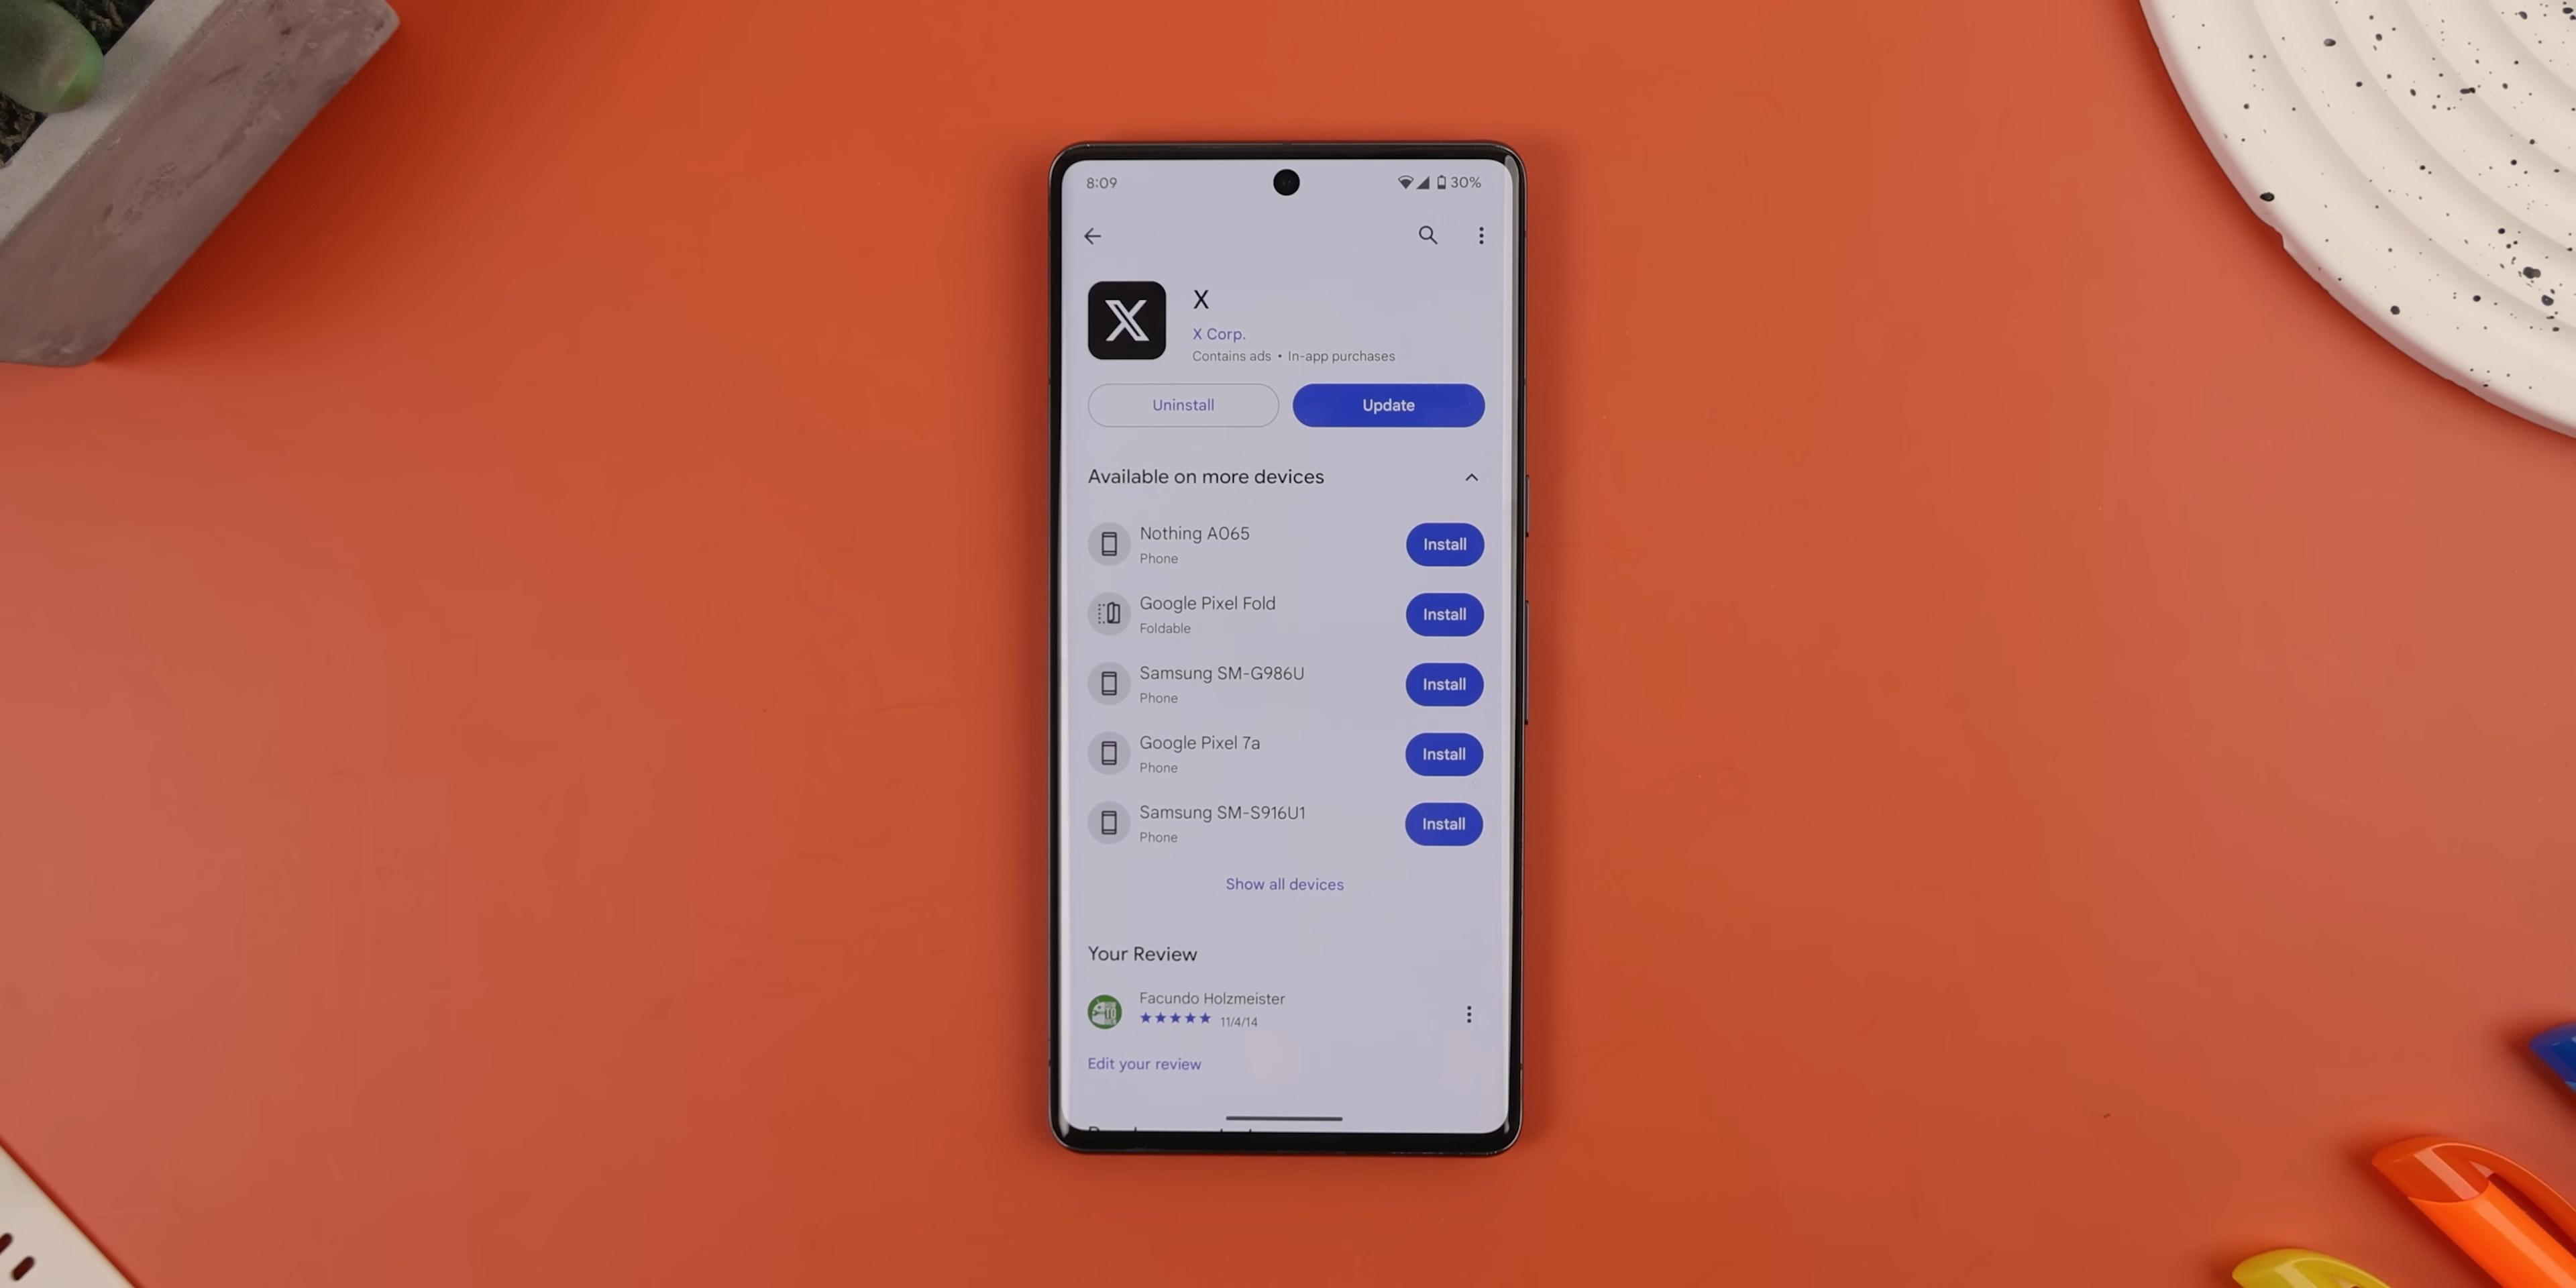 8:09
30%
X
X Corp.
Contains ads • In-app purchases
Uninstall
Update
Available on more devices
Nothing A065
Phone
Install
Google Pixel Fold
Foldable
Install
Samsung SM-G986U
Phone
Install
Google Pixel 7a
Phone
Install
Samsung SM-S916U1
Phone
Install
Show all devices
Your Review
Facundo Holzmeister
★★★★★ 11/4/14
Edit your review